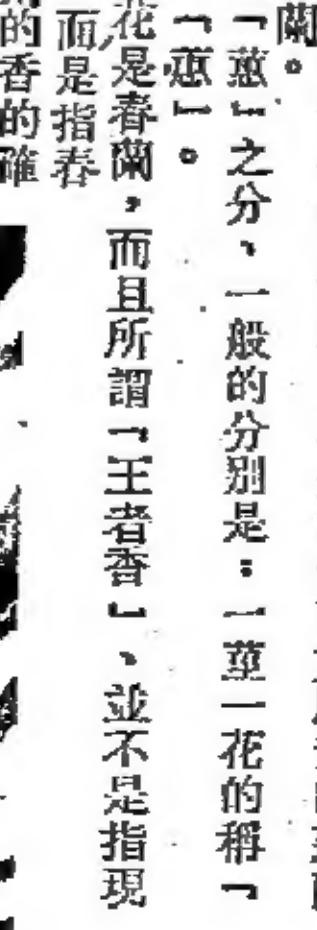 蘭。
「蕙」之分、一般的分別是：一莖一花的稱「
「蕙」。
花是春蘭，而且所謂「王者香」、並不是指現
而是指春
的香的確